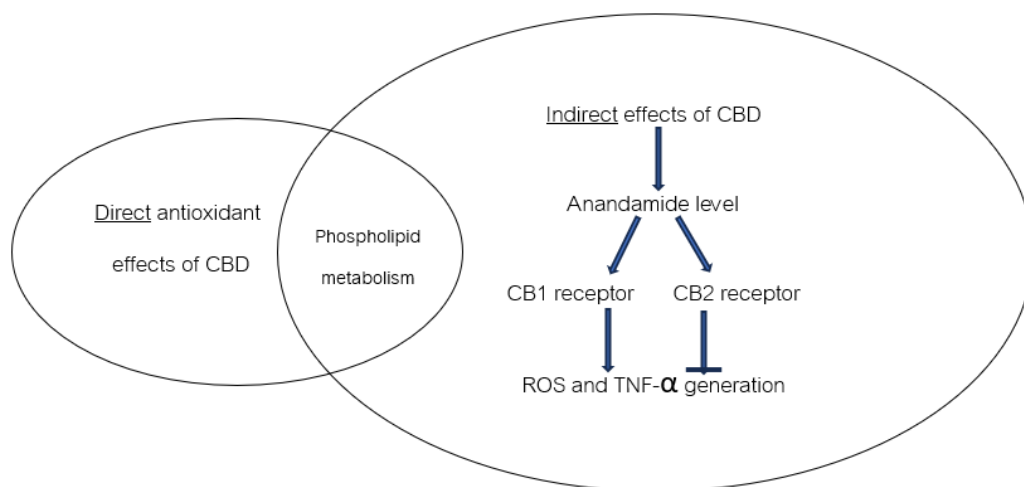 Direct antioxidant
effects of CBD
Phospholipid
metabolism
Indirect effects of CBD
Anandamide level
CB1 receptor
CB2 receptor
ROS and TNF-α generation